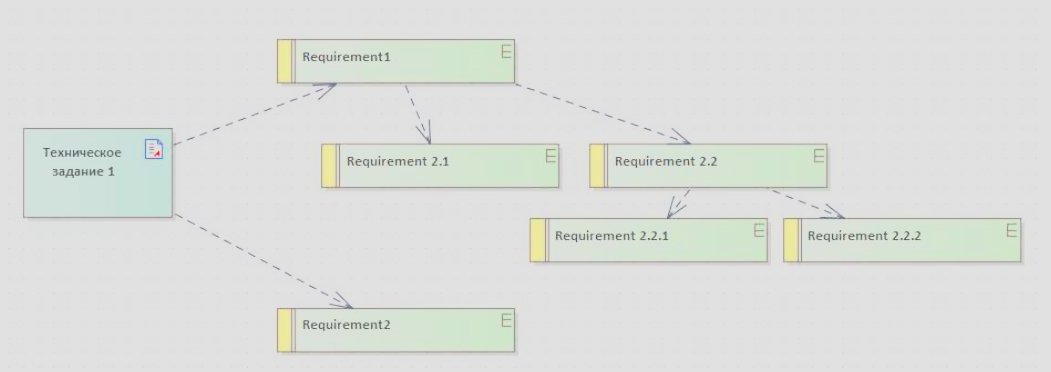 Requirement1
Техническое
задание 1
Requirement 2.1
Requirement 2.2
Requirement 2.2.1
Requirement 2.2.2
Requirement2